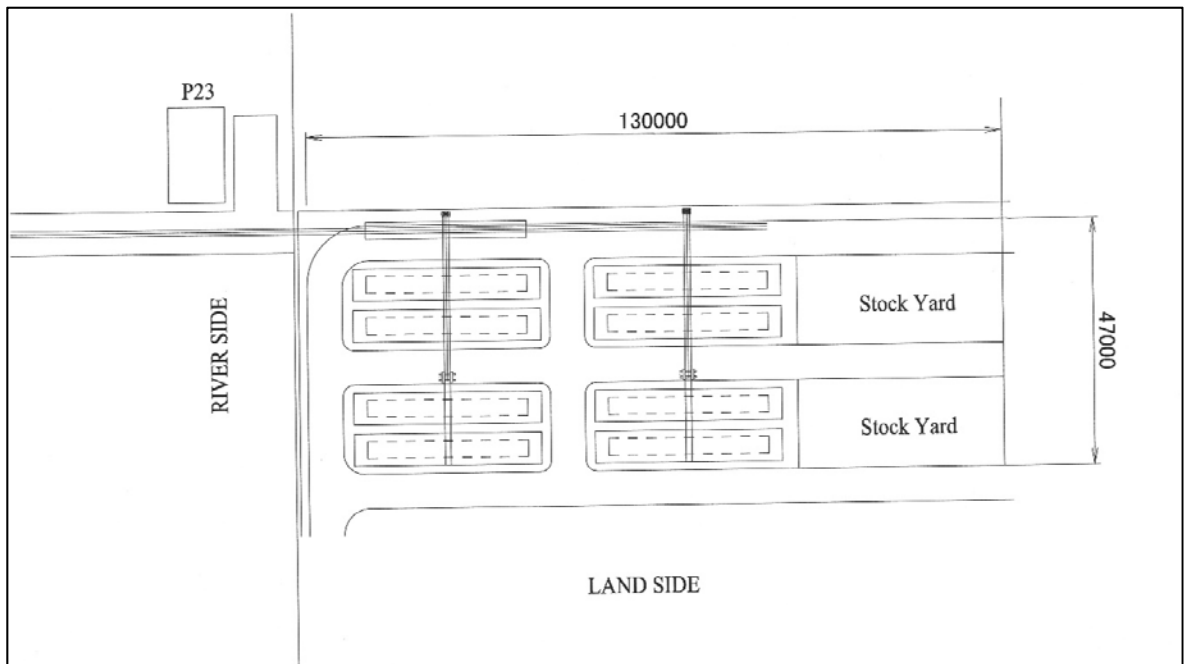 P23
130000
Stock Yard
47000
RIVER SIDE
Stock Yard
LAND SIDE